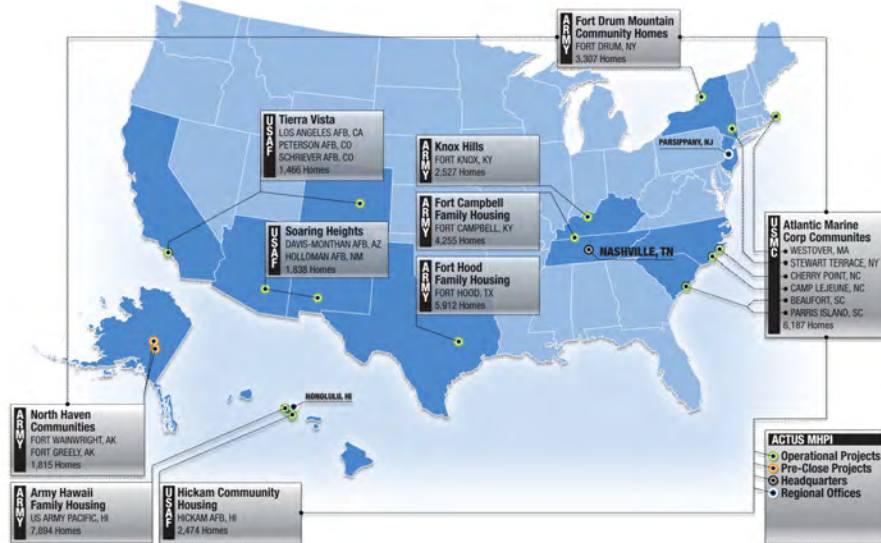 ARMY
Fort Drum Mountain
Community Homes
FORT DRUM, NY
3,307 Homes
USAF
Tierra Vista
LOS ANGELES AFB, CA
PETERSON AFB, CO
SCHRIEVER AFB, CO
1,466 Homes
ARMY
Knox Hills
FORT KNOX, KY
2,527 Homes
PARSIPPANY, NJ
ARMY
Fort Campbell
Family Housing
FORT CAMPBELL, KY
4,255 Homes
USAF
Soaring Heights
DAVIS-MONTHAN AFB, AZ
HOLLOMAN AFB, NM
1,838 Homes
NASHVILLE, TN
ARMY
Fort Hood
Family Housing
FORT HOOD, TX
5,912 Homes
USMC
Atlantic Marine
Corp Communites
WESTOVER, MA
STEWART TERRACE, NY
CHERRY POINT, NC
CAMP LEJEUNE, NC
BEAUFORT, SC
PARRIS ISLAND, SC
6,187 Homes
HONOLULU, HI
ARMY
North Haven
Communities
FORT WAINWRIGHT, AK
FORT GREELY, AK
1,815 Homes
ARMY
Army Hawaii
Family Housing
US ARMY PACIFIC, HI
7,894 Homes
USAF
Hickam Commuunity
Housing
HICKAM AFB, HI
2,474 Homes
ACTUS MHPI
Operational Projects
Pre-Close Projects
Headquarters
Regional Offices